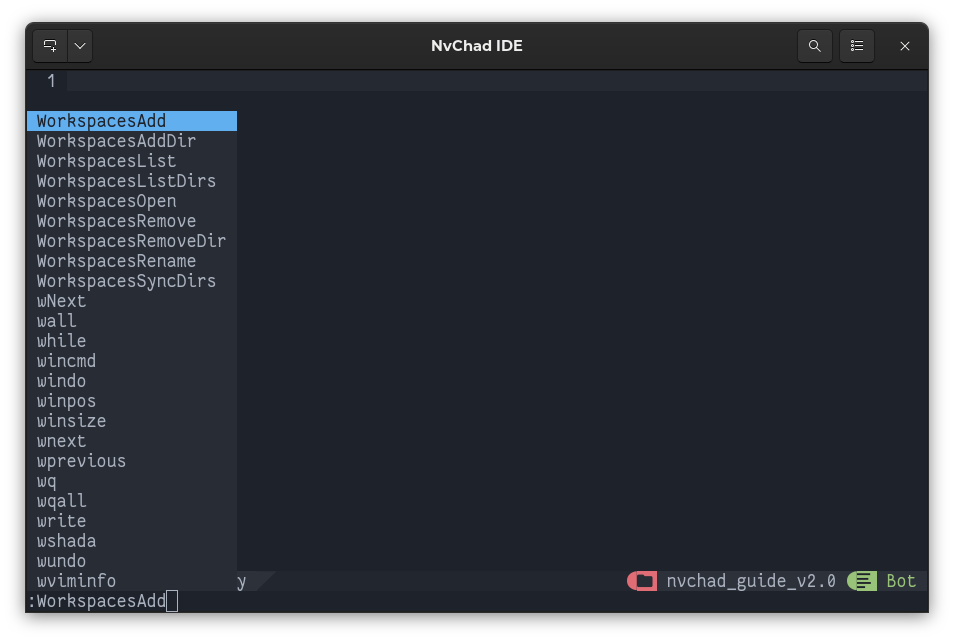 NvChad IDE
1
WorkspacesAdd
WorkspacesAddDir
WorkspacesList
WorkspacesListDirs
WorkspacesOpen
WorkspacesRemove
WorkspacesRemoveDir
WorkspacesRename
WorkspacesSyncDirs
wNext
wall
while
wincmd
windo
winpos
winsize
wnext
wprevious
wq
wqall
write
wshada
wundo
wviminfo y nvchad_guide_v2.0 Bot
:WorkspacesAdd